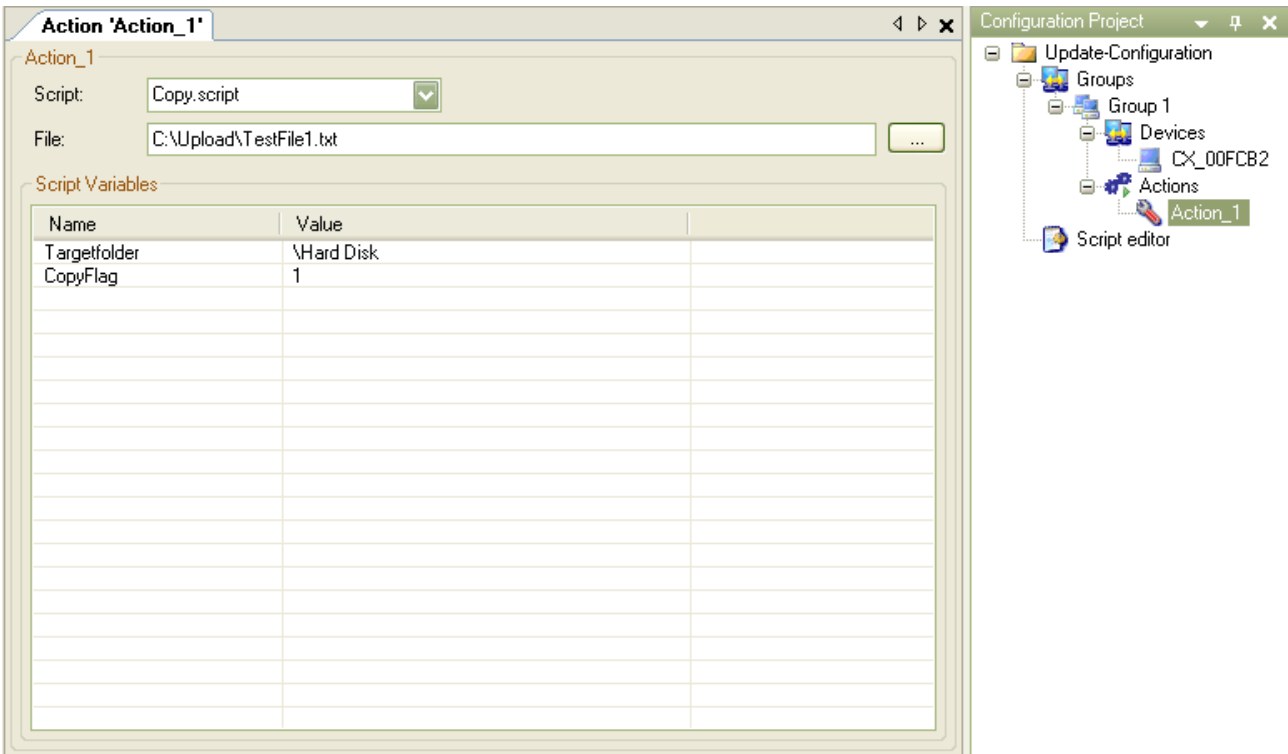 Action 'Action_1'
Action_1
Script: Copy.script
File: C:\Upload\TestFile1.txt ...
Script Variables
Name Value
Targetfolder \Hard Disk
CopyFlag 1
Configuration Project
Update-Configuration
Groups
Group 1
Devices
CX_00FCB2
Actions
Action_1
Script editor